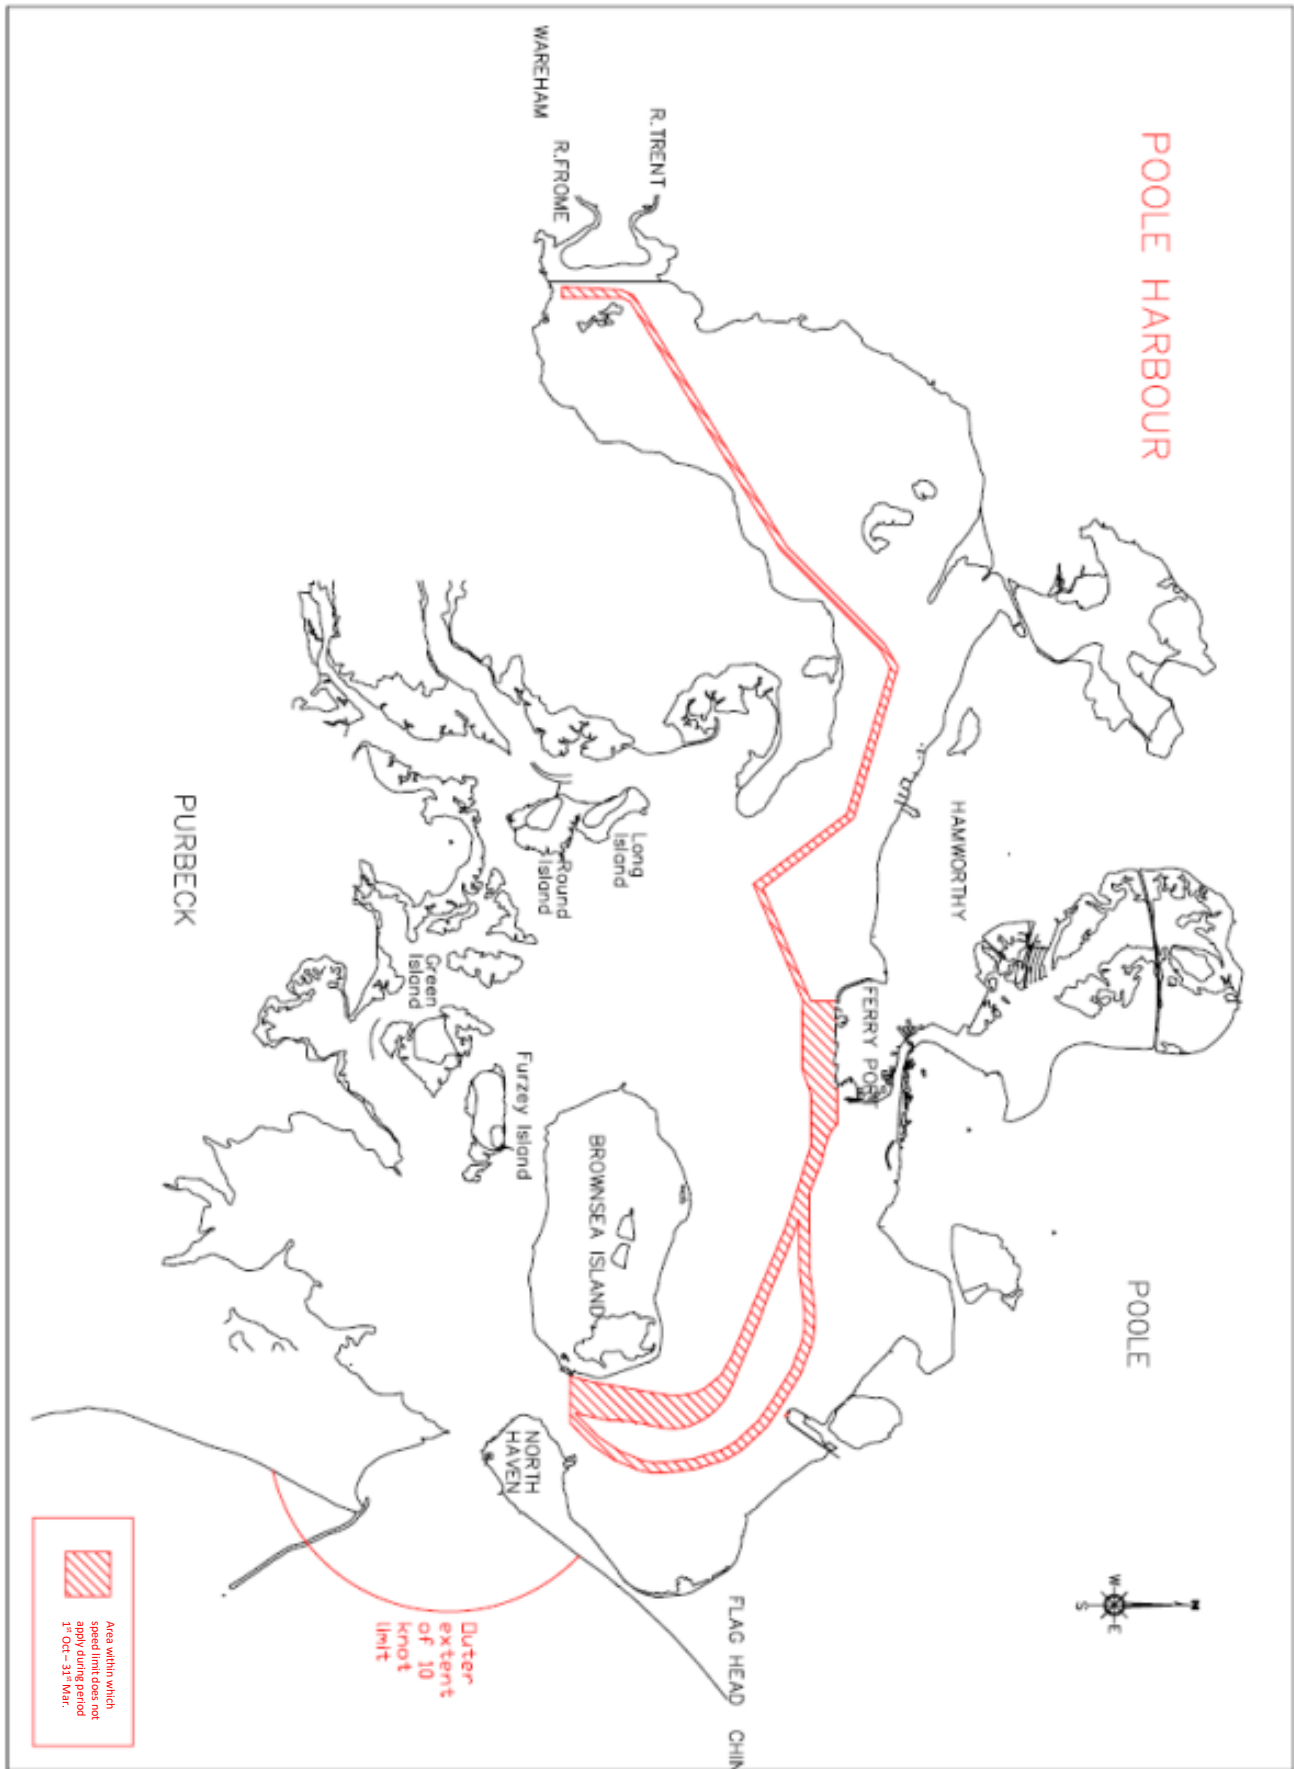 POOLE HARBOUR
WAREHAM
R.TRENT
R.FROME
HAMWORTHY
FERRY PORT
POOLE
PURBECK
Long
Island
Round
Island
Green
Island
Furzey Island
BROWNSEA ISLAND
NORTH
HAVEN
FLAG HEAD CHIN
N
W
E
S
Outer
extent
of 10
knot
limit
Area within which
speed limit does not
apply during period
1st Oct – 31st Mar.